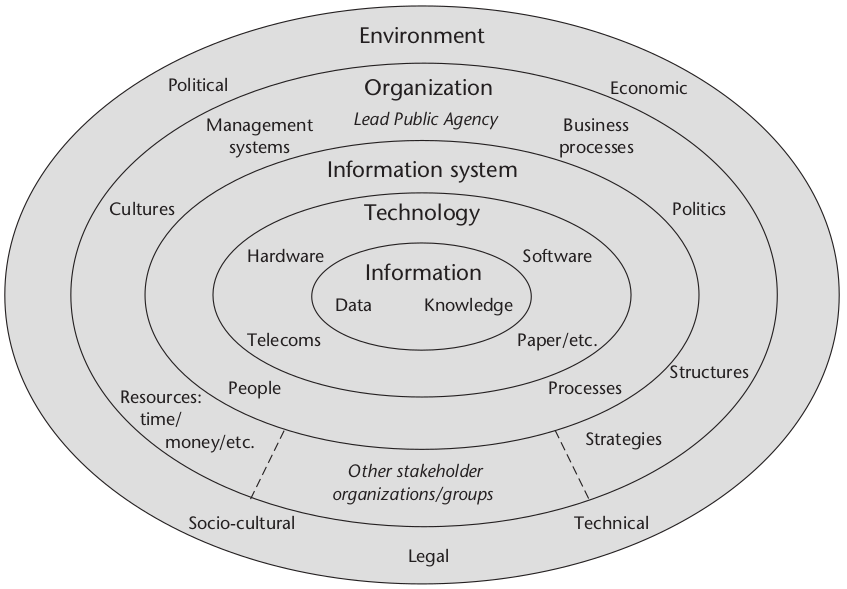 Environment
Political
Economic
Organization
Lead Public Agency
Management
systems
Business
processes
Information system
Cultures
Politics
Technology
Hardware
Software
Information
Data
Knowledge
Telecoms
Paper/etc.
People
Processes
Structures
Resources:
time/
money/etc.
Strategies
Other stakeholder
organizations/groups
Socio-cultural
Technical
Legal